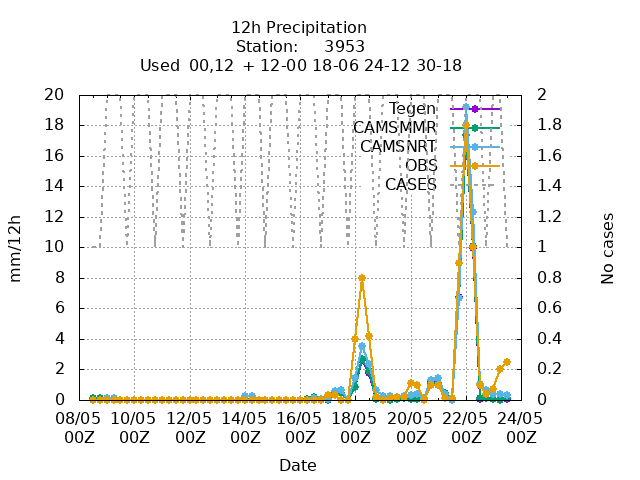 12h Precipitation
Station:     3953
Used  00,12  + 12-00 18-06 24-12 30-18
20 2
18 1.8
16 1.6
14 1.4
12 1.2
10 1
8 0.8
6 0.6
4 0.4
2 0.2
0 0
Tegen
CAMSMMR
CAMSNRT
OBS
CASES
mm/12h
No cases
08/05 10/05 12/05 14/05 16/05 18/05 20/05 22/05 24/05
00Z 00Z 00Z 00Z 00Z 00Z 00Z 00Z 00Z
Date